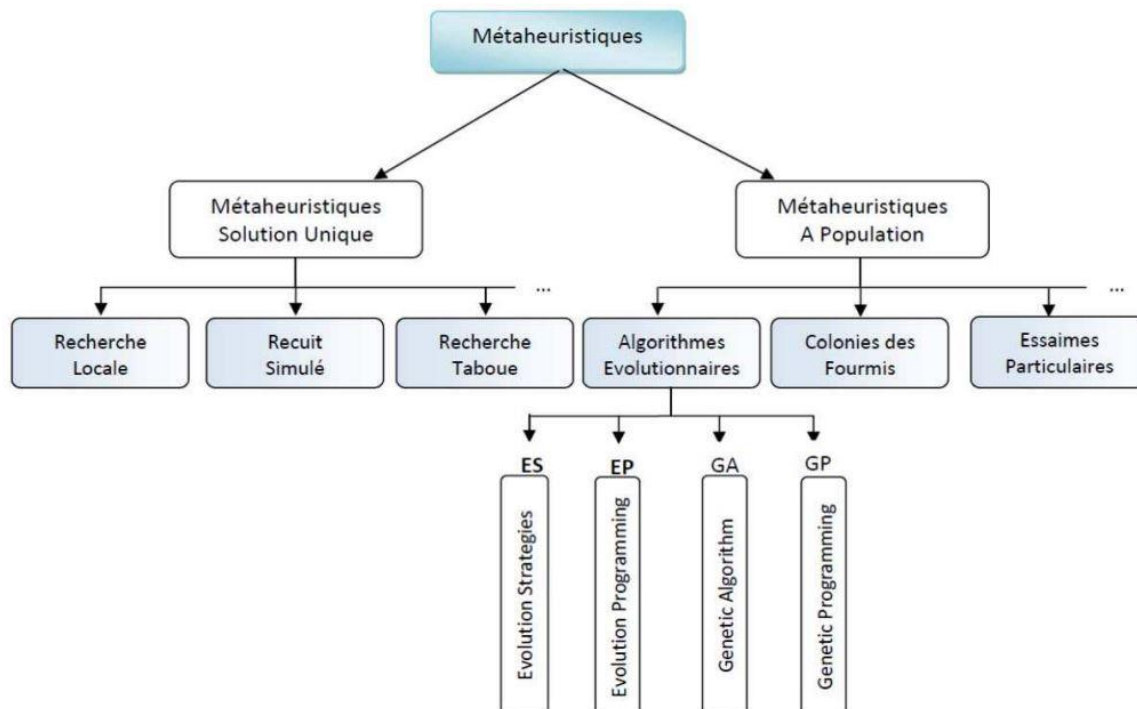 Métaheuristiques
Métaheuristiques
Solution Unique
Métaheuristiques
A Population
...
...
Recherche
Locale
Recuit
Simulé
Recherche
Taboue
Algorithmes
Evolutionnaires
Colonies des
Fourmis
Essaimes
Particulaires
ES
EP
GA
GP
Evolution Strategies
Evolution Programming
Genetic Algorithm
Genetic Programming